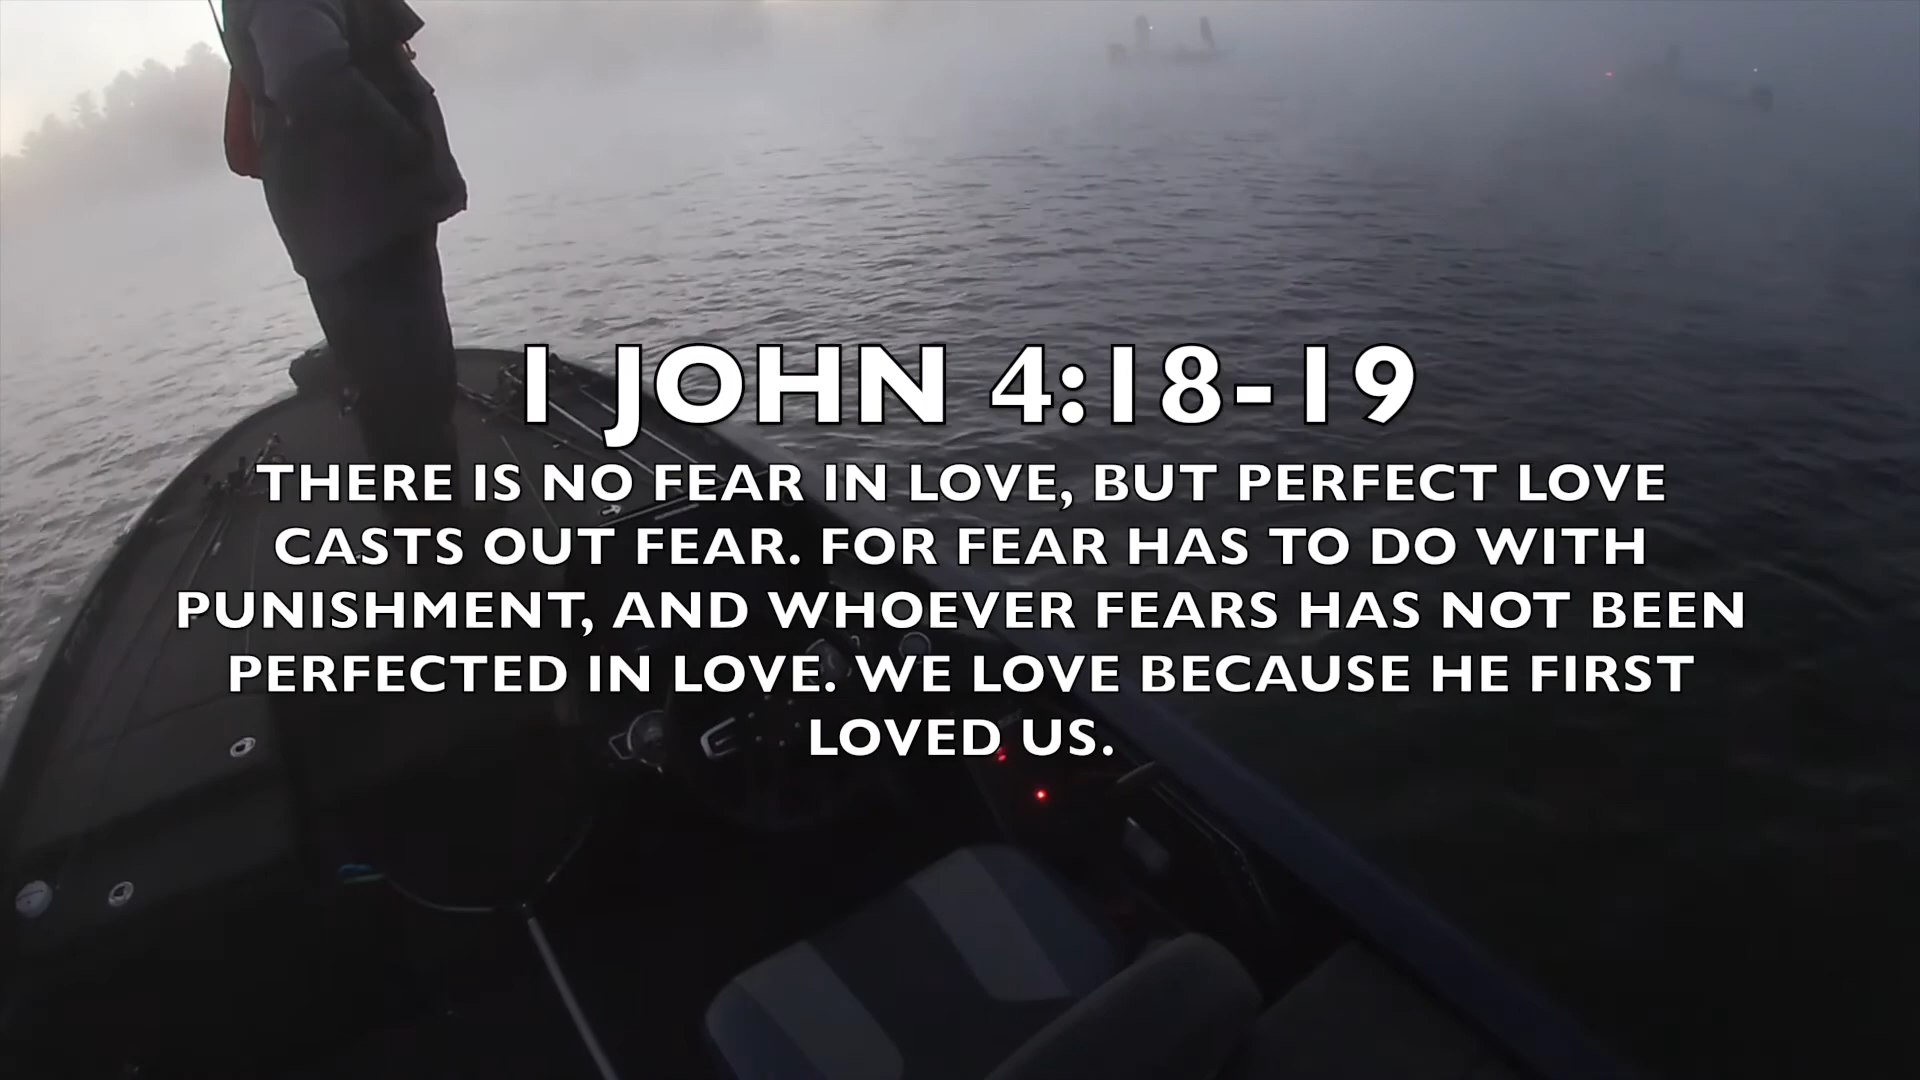 1 JOHN 4:18-19
THERE IS NO FEAR IN LOVE, BUT PERFECT LOVE
CASTS OUT FEAR. FOR FEAR HAS TO DO WITH
PUNISHMENT, AND WHOEVER FEARS HAS NOT BEEN
PERFECTED IN LOVE. WE LOVE BECAUSE HE FIRST
LOVED US.